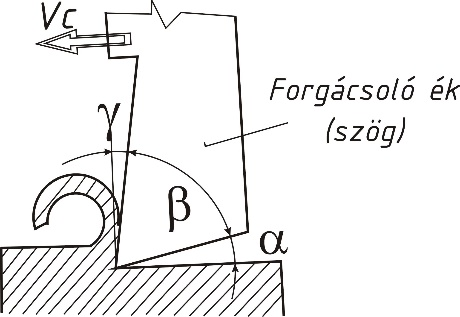 Vc
Forgácsoló ék
(szög)
γ
β
α